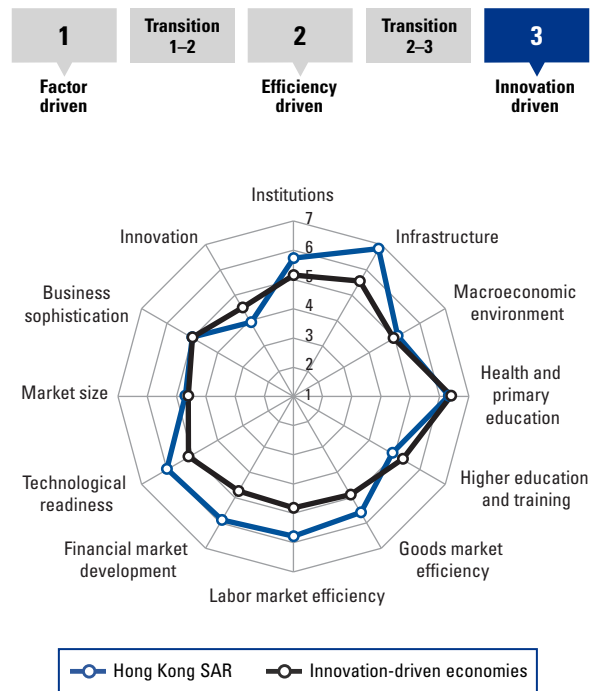 1
Transition
1–2
2
Transition
2–3
3
Factor
driven
Efficiency
driven
Innovation
driven
Institutions
7
Innovation
Infrastructure
6
5
Business
sophistication
Macroeconomic
environment
4
3
2
Market size
1
Health and
primary
education
Technological
readiness
Higher education
and training
Financial market
development
Goods market
efficiency
Labor market efficiency
Hong Kong SAR
Innovation-driven economies